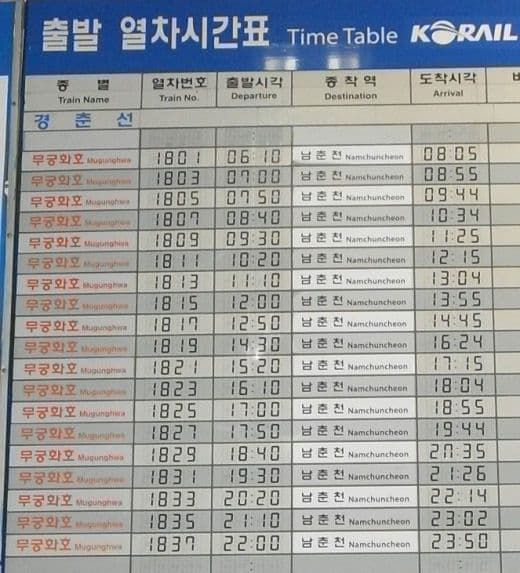 출발 열차시간표 Time Table KORAIL
종 별 열차번호 출발시각 종 착 역 도착시각
Train Name Train No. Departure Destination Arrival
경 춘 선
무궁화호 Mugunghwa 1801 06:10 남 춘 천 Namchuncheon 08:05
무궁화호 Mugunghwa 1803 07:00 남 춘 천 Namchuncheon 08:55
무궁화호 Mugunghwa 1805 07:50 남 춘 천 Namchuncheon 09:44
무궁화호 Mugunghwa 1807 08:40 남 춘 천 Namchuncheon 10:34
무궁화호 Mugunghwa 1809 09:30 남 춘 천 Namchuncheon 11:25
무궁화호 Mugunghwa 1811 10:20 남 춘 천 Namchuncheon 12:15
무궁화호 Mugunghwa 1813 11:10 남 춘 천 Namchuncheon 13:04
무궁화호 Mugunghwa 1815 12:00 남 춘 천 Namchuncheon 13:55
무궁화호 Mugunghwa 1817 12:50 남 춘 천 Namchuncheon 14:45
무궁화호 Mugunghwa 1819 14:30 남 춘 천 Namchuncheon 16:24
무궁화호 Mugunghwa 1821 15:20 남 춘 천 Namchuncheon 17:15
무궁화호 Mugunghwa 1823 16:10 남 춘 천 Namchuncheon 18:04
무궁화호 Mugunghwa 1825 17:00 남 춘 천 Namchuncheon 18:55
무궁화호 Mugunghwa 1827 17:50 남 춘 천 Namchuncheon 19:44
무궁화호 Mugunghwa 1829 18:40 남 춘 천 Namchuncheon 20:35
무궁화호 Mugunghwa 1831 19:30 남 춘 천 Namchuncheon 21:26
무궁화호 Mugunghwa 1833 20:20 남 춘 천 Namchuncheon 22:14
무궁화호 Mugunghwa 1835 21:10 남 춘 천 Namchuncheon 23:02
무궁화호 Mugunghwa 1837 22:00 남 춘 천 Namchuncheon 23:50